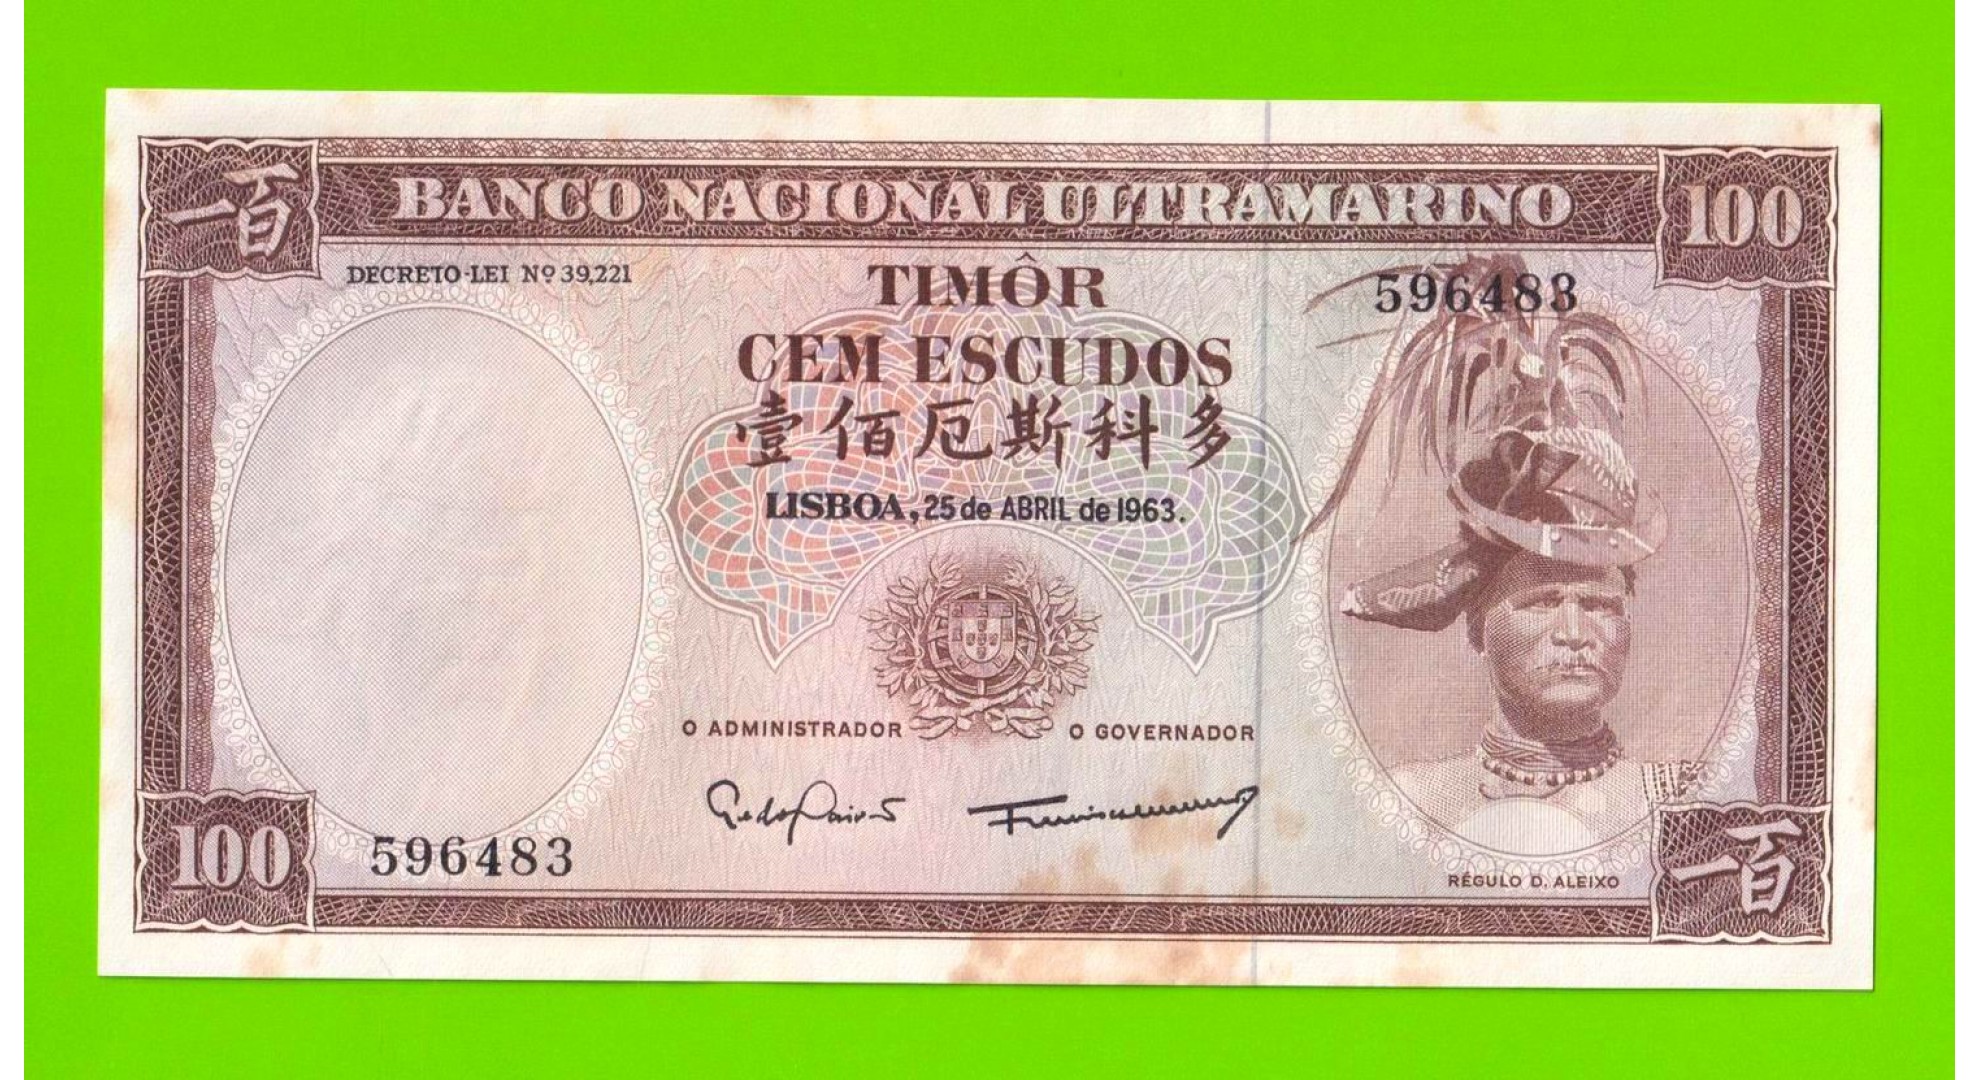 一百
BANCO NACIONAL ULTRAMARINO
100
DECRETO-LEI Nº 39,221
TIMÔR
596483
CEM ESCUDOS
壹佰厄斯科多
LISBOA, 25 de ABRIL de 1963.
O ADMINISTRADOR
O GOVERNADOR
100
596483
RÉGULO D. ALEIXO
一百